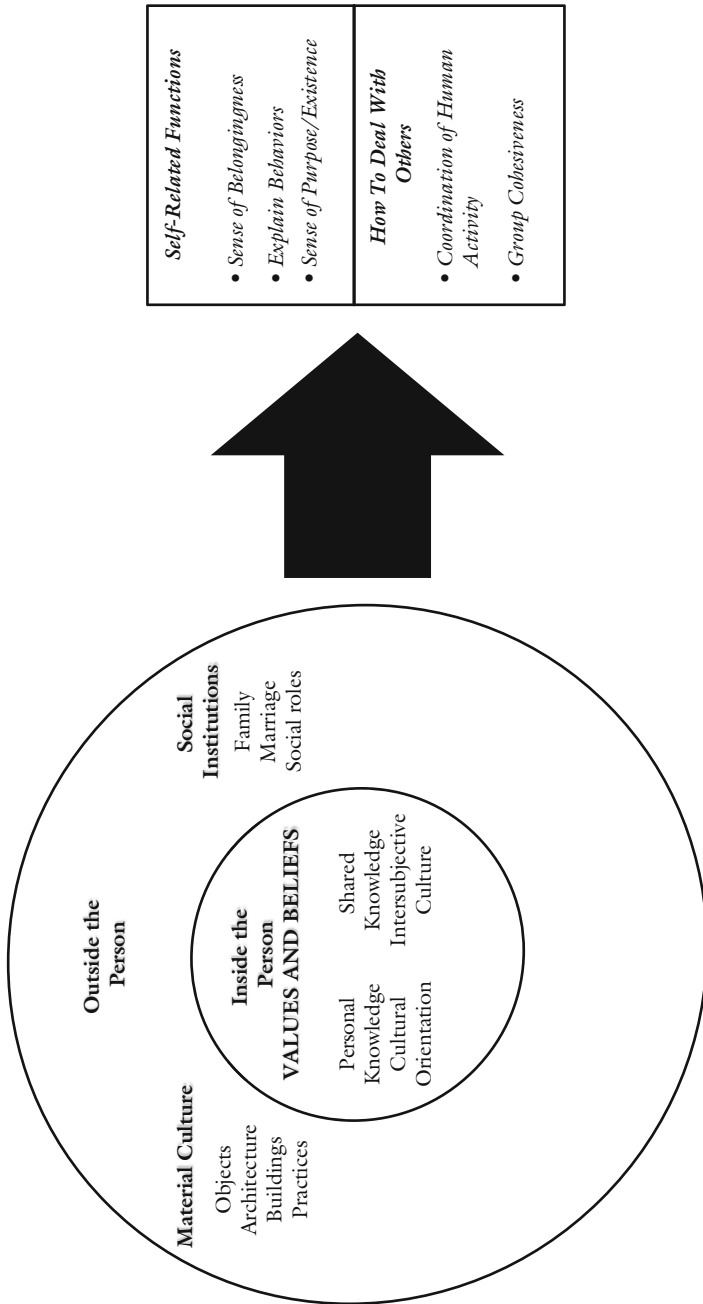 Outside the
Person
Material Culture
Objects
Architecture
Buildings
Practices
Inside the
Person
VALUES AND BELIEFS
Personal
Knowledge
Cultural
Orientation
Shared
Knowledge
Intersubjective
Culture
Social
Institutions
Family
Marriage
Social roles
Self-Related Functions
• Sense of Belongingness
• Explain Behaviors
• Sense of Purpose/Existence
How To Deal With
Others
• Coordination of Human
Activity
• Group Cohesiveness